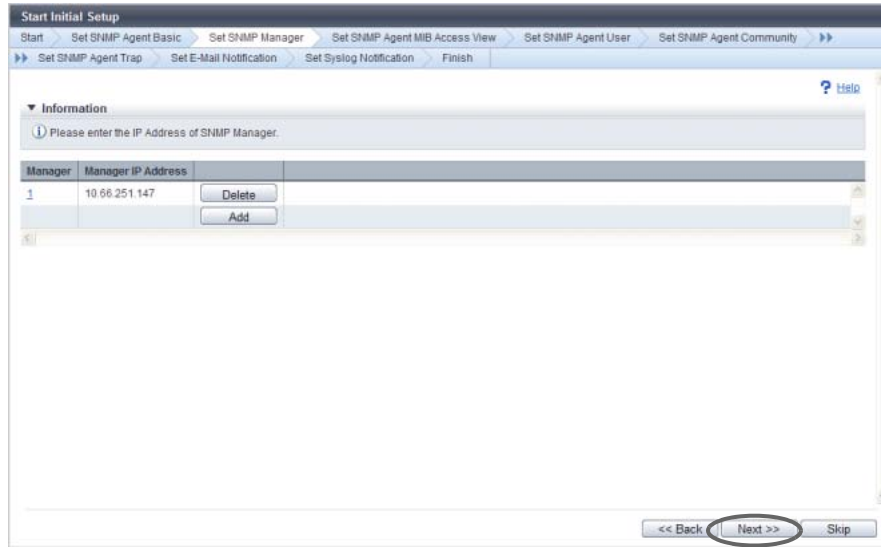 Start Initial Setup
Start Set SNMP Agent Basic Set SNMP Manager Set SNMP Agent MIB Access View Set SNMP Agent User Set SNMP Agent Community
Set SNMP Agent Trap Set E-Mail Notification Set Syslog Notification Finish
? Help
Information
Please enter the IP Address of SNMP Manager.
Manager Manager IP Address
1 10.66.251.147 Delete
Add
<< Back Next >> Skip